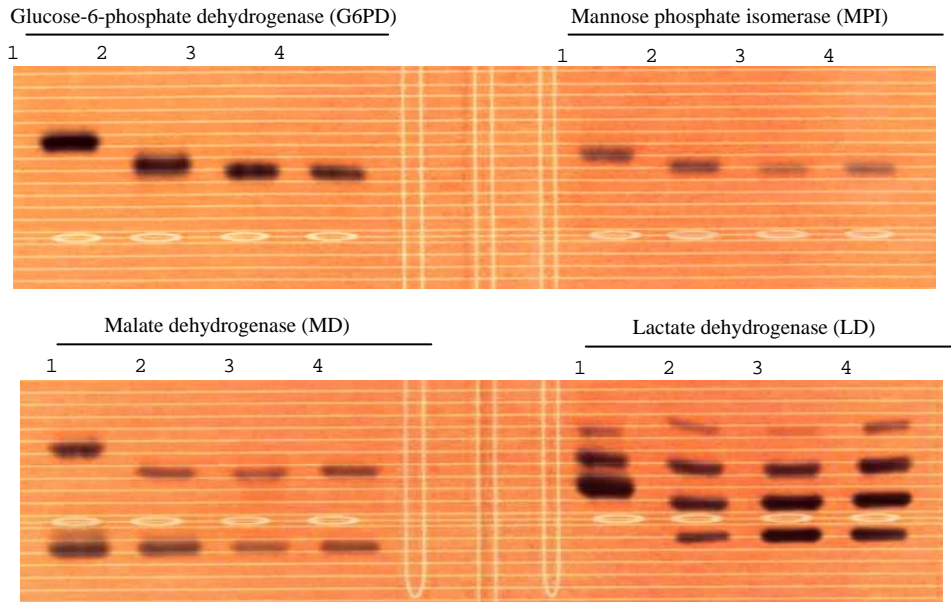 Glucose-6-phosphate dehydrogenase (G6PD)
Mannose phosphate isomerase (MPI)
1 2 3 4
1 2 3 4
Malate dehydrogenase (MD)
Lactate dehydrogenase (LD)
1 2 3 4
1 2 3 4